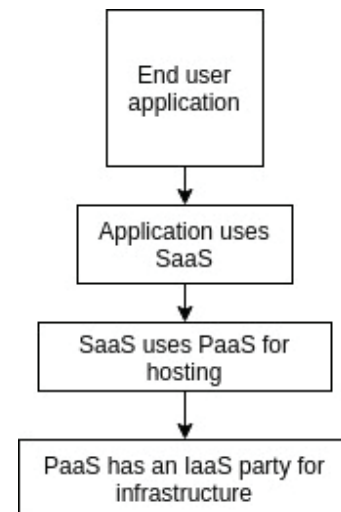 End user
application
Application uses
SaaS
SaaS uses PaaS for
hosting
PaaS has an IaaS party for
infrastructure